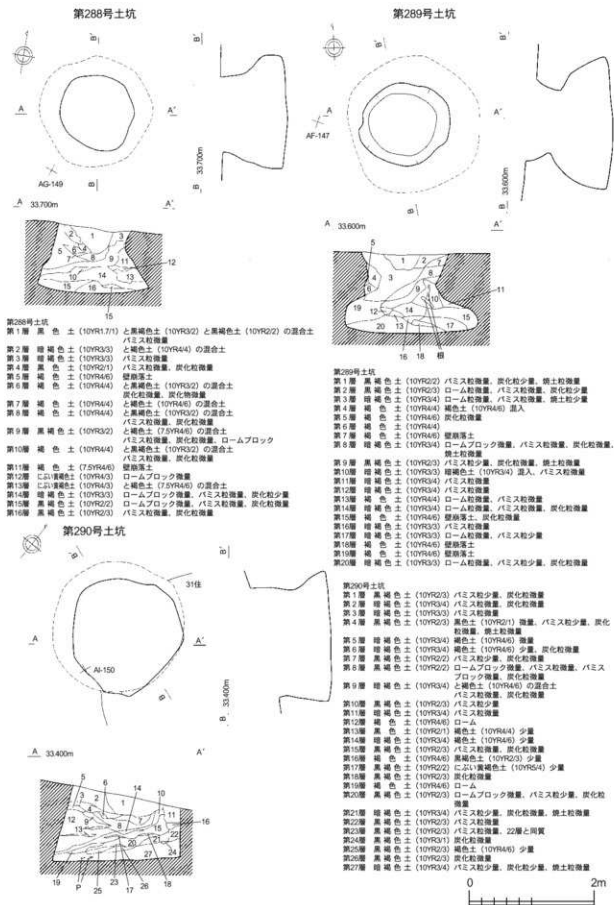 第288号土坑
第289号土坑
B'
B'
B'
B'
A
A'
A
A'
AF-147
AG-149
B
33.700m
B
B
33.600m
B
A 33.700m
A'
A 33.600m
A'
第288号土坑
第1層 黒色土(10YR1.7/1)と黒褐色土(10YR3/2)と黒褐色土(10YR2/2)の混合土
パミス粒微量
第2層 暗褐色土(10YR3/3)と褐色土(10YR4/4)の混合土
第3層 暗褐色土(10YR3/3)パミス粒微量
第4層 黒色土(10YR2/1)パミス粒微量、炭化粒微量
第5層 褐色土(10YR4/6)壁崩落土
第6層 褐色土(10YR4/4)と黒褐色土(10YR3/2)の混合土
炭化粒微量、炭化物微量
第7層 褐色土(10YR4/4)と褐色土(10YR4/6)の混合土
第8層 褐色土(10YR4/4)と黒褐色土(10YR3/2)の混合土
パミス粒微量、炭化粒微量
第9層 黒褐色土(10YR3/2)と褐色土(7.5YR4/6)の混合土
パミス粒微量、炭化粒微量、ロームブロック
第10層 褐色土(10YR4/4)と黒褐色土(10YR3/2)の混合土
パミス粒微量、炭化粒微量
第11層 褐色(7.5YR4/6)壁崩落土
第12層 にぶい黄褐色土(10YR4/3)ロームブロック微量
第13層 にぶい黄褐色土(10YR4/3)と褐色土(7.5YR4/6)の混合土
第14層 暗褐色土(10YR3/3)ロームブロック微量、パミス粒微量、炭化粒少量
第15層 黒褐色土(10YR2/2)ロームブロック微量、パミス粒微量
第16層 黒褐色土(10YR2/3)パミス粒微量、炭化粒微量
第289号土坑
第1層 黒褐色土(10YR2/2)パミス粒微量、炭化粒少量、焼土粒微量
第2層 黒褐色土(10YR2/3)ローム粒微量、パミス粒微量、炭化粒少量
第3層 暗褐色土(10YR3/4)ローム粒微量、パミス粒微量、焼土粒少量
第4層 褐色土(10YR4/4)褐色土(10YR4/6)混入
第5層 褐色土(10YR4/6)炭化粒微量
第6層 褐色土(10YR4/4)
第7層 褐色土(10YR4/6)壁崩落土
第8層 暗褐色土(10YR3/4)ロームブロック微量、パミス粒微量、炭化粒微量、
焼土粒微量
第9層 黒褐色土(10YR2/3)パミス粒少量、炭化粒微量、焼土粒微量
第10層 暗褐色土(10YR3/3)暗褐色土(10YR3/4)混入、パミス粒微量
第11層 暗褐色土(10YR3/4)パミス粒微量
第12層 暗褐色土(10YR3/4)パミス粒微量
第13層 褐色土(10YR4/4)ローム粒微量、パミス粒微量
第14層 暗褐色土(10YR3/4)ローム粒微量、パミス粒少量、炭化粒微量
第15層 褐色土(10YR4/6)壁崩落土、炭化粒微量
第16層 暗褐色土(10YR3/3)パミス粒微量
第17層 暗褐色土(10YR3/3)ローム粒微量、パミス粒少量
第18層 褐色土(10YR4/6)壁崩落土
第19層 褐色土(10YR4/6)壁崩落土
第20層 暗褐色土(10YR3/3)ローム粒微量、パミス粒微量、炭化粒微量
第290号土坑
31住
B'
B'
A
A'
AI-150
B
33.400m
B
A 33.400m
A'
根
P
第290号土坑
第1層 黒褐色土(10YR2/3)パミス粒少量、炭化粒微量
第2層 暗褐色土(10YR3/4)パミス粒微量、炭化粒微量
第3層 暗褐色土(10YR3/3)パミス粒微量
第4層 黒褐色土(10YR2/3)黒色土(10YR2/1)微量、パミス粒少量、炭化
粒微量、焼土粒微量
第5層 暗褐色土(10YR3/4)褐色土(10YR4/6)微量
第6層 暗褐色土(10YR3/4)褐色土(10YR4/6)少量、炭化粒微量
第7層 黒褐色土(10YR2/2)パミス粒少量、炭化粒微量
第8層 黒褐色土(10YR2/2)ロームブロック微量、パミス粒微量、パミス
ブロック微量、炭化粒微量
第9層 暗褐色土(10YR3/4)と褐色土(10YR4/6)の混合土
パミス粒微量、炭化粒微量
第10層 黒褐色土(10YR2/3)パミス粒少量
第11層 暗褐色土(10YR3/4)パミス粒微量
第12層 褐色土(10YR4/6)ローム
第13層 黒色土(10YR2/1)褐色土(10YR4/4)少量
第14層 暗褐色土(10YR3/4)褐色土(10YR4/6)少量
第15層 黒褐色土(10YR2/3)パミス粒微量、炭化粒微量
第16層 褐色土(10YR4/6)黒褐色土(10YR2/3)少量
第17層 黒褐色土(10YR2/2)にぶい黄褐色土(10YR5/4)少量
第18層 黒褐色土(10YR2/3)炭化粒微量
第19層 褐色土(10YR4/6)ローム
第20層 黒褐色土(10YR2/3)ロームブロック微量、パミス粒少量、炭化粒
微量
第21層 暗褐色土(10YR3/4)パミス粒少量、炭化粒微量、焼土粒微量
第22層 黒褐色土(10YR2/3)パミス粒微量
第23層 黒褐色土(10YR2/3)パミス粒微量、22層と同質
第24層 黒褐色土(10YR3/1)炭化粒微量
第25層 黒褐色土(10YR2/3)褐色土(10YR4/6)少量
第26層 黒褐色土(10YR2/3)炭化粒微量
第27層 暗褐色土(10YR3/4)パミス粒少量、炭化粒少量、焼土粒微量
0 2m